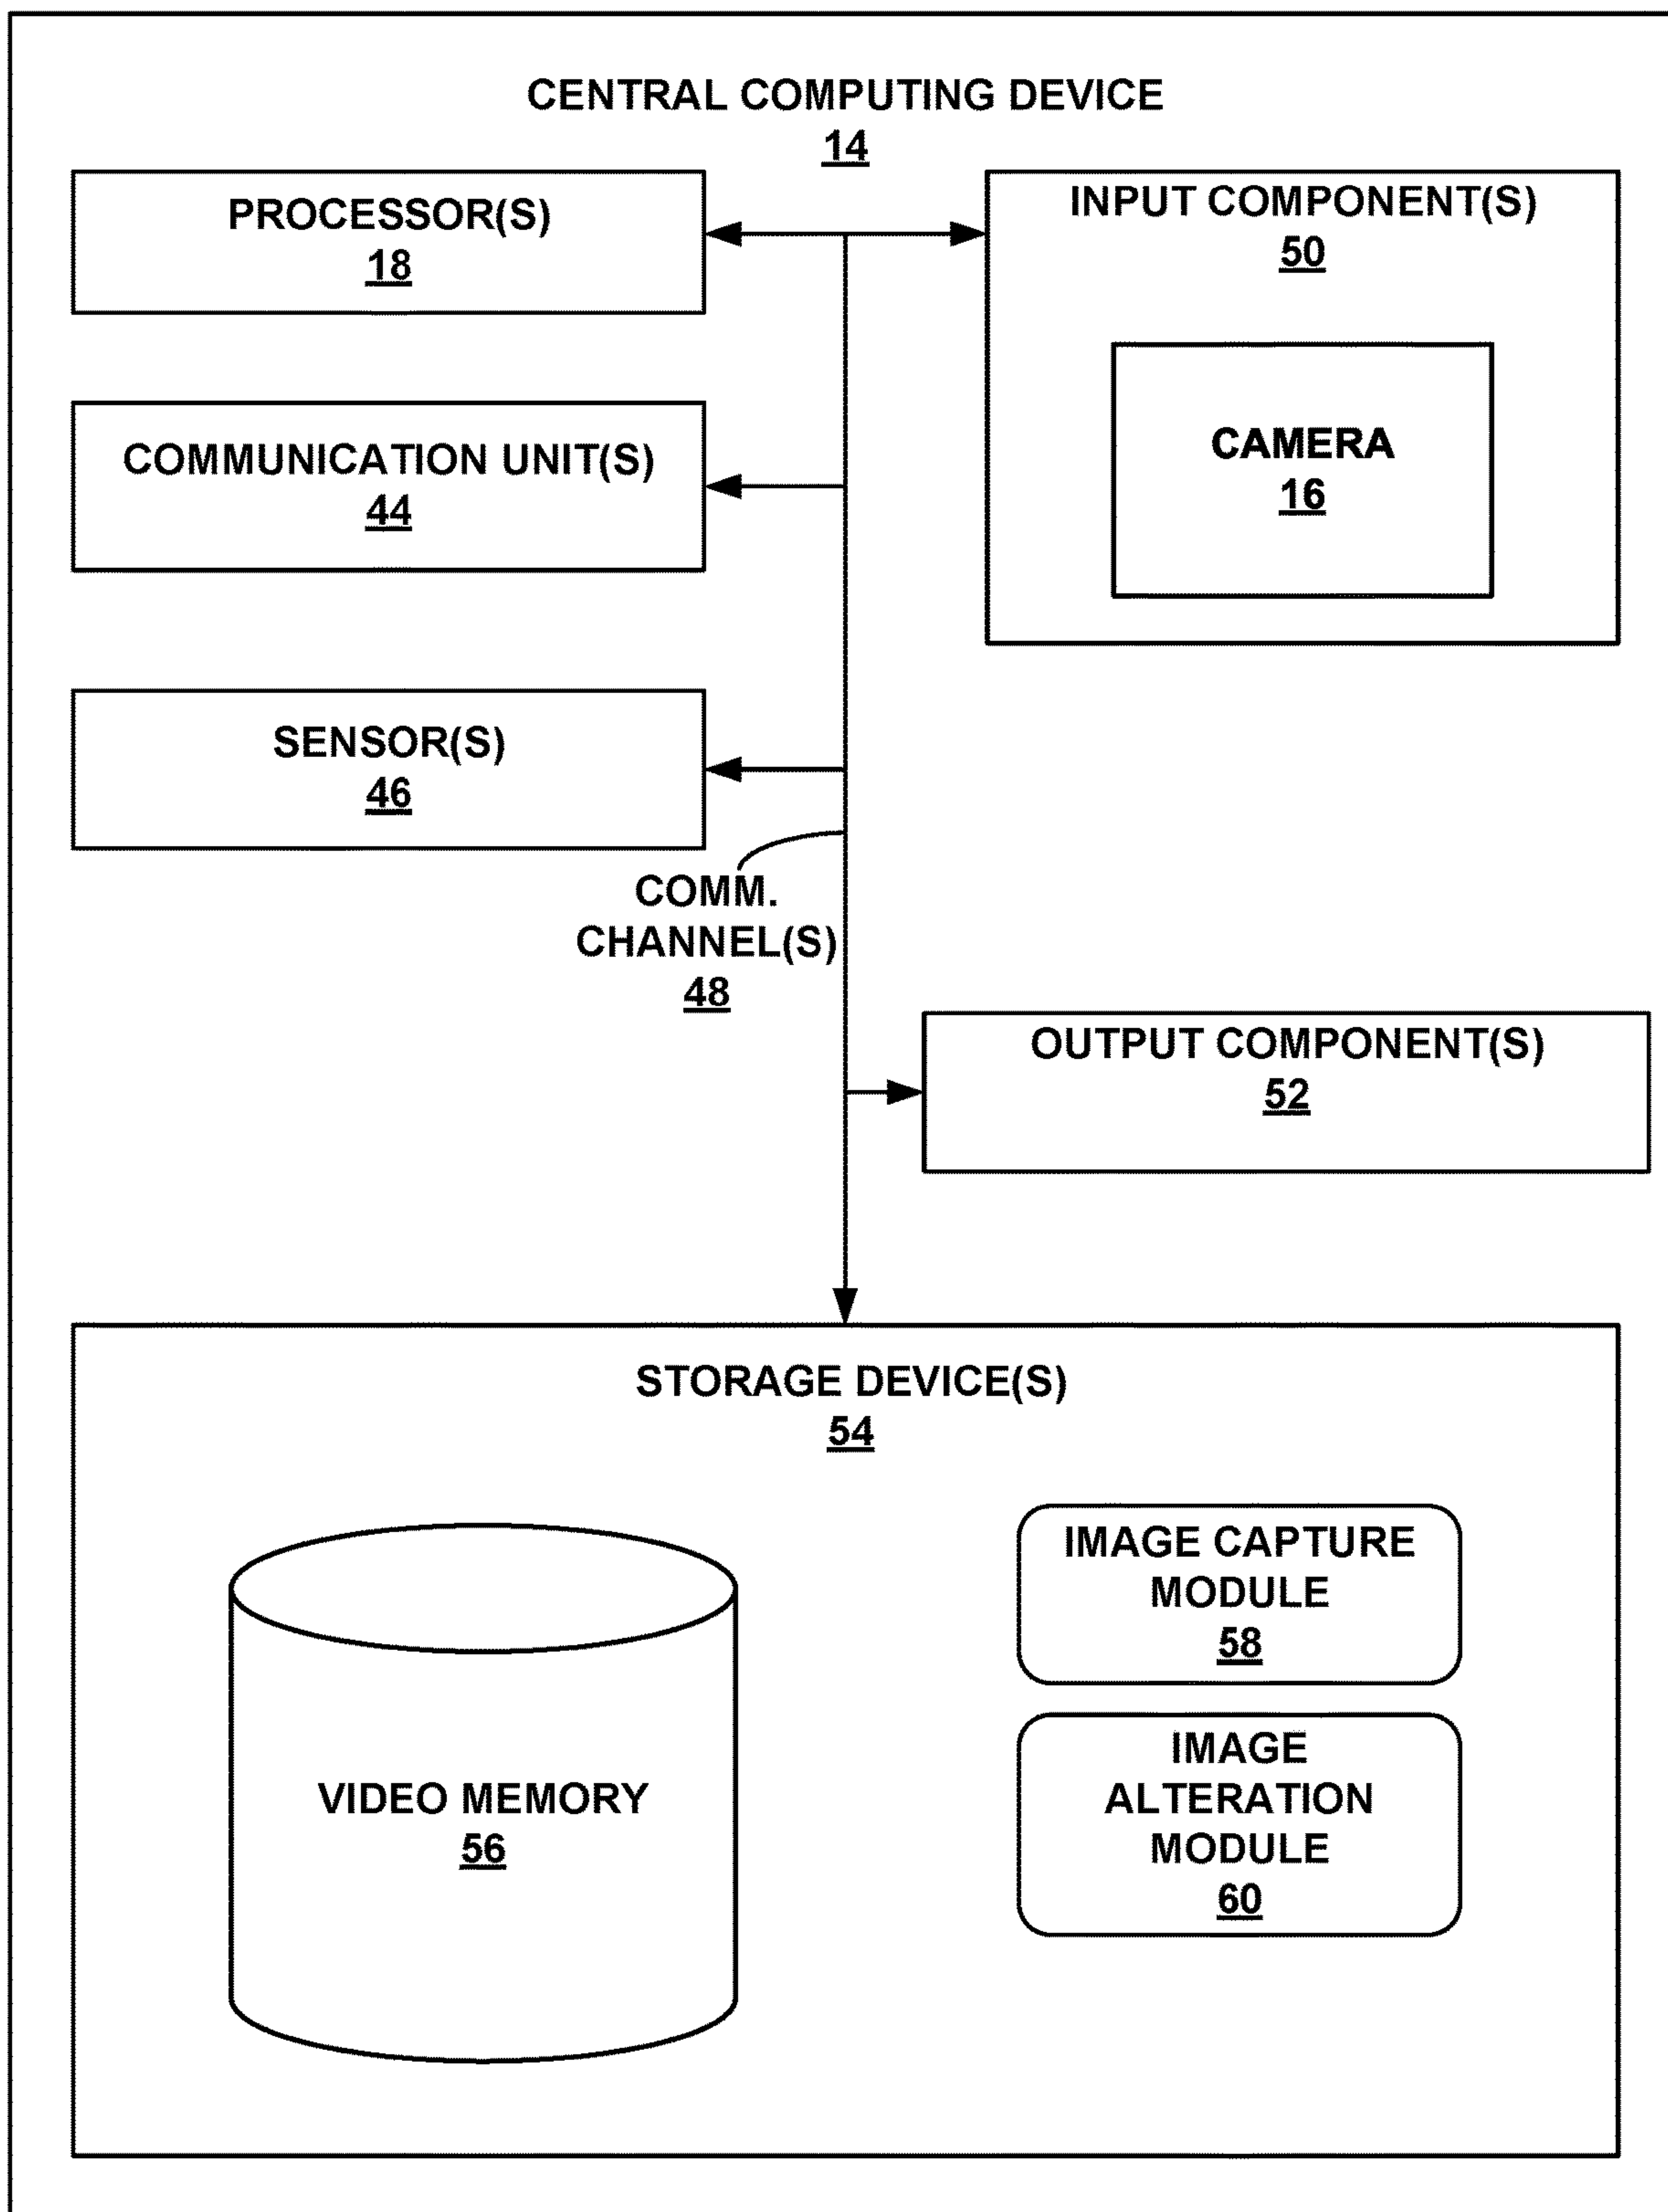 CENTRAL COMPUTING DEVICE
14
PROCESSOR(S)
18
INPUT COMPONENT(S)
50
CAMERA
16
COMMUNICATION UNIT(S)
44
SENSOR(S)
46
COMM.
CHANNEL(S)
48
OUTPUT COMPONENT(S)
52
STORAGE DEVICE(S)
54
VIDEO MEMORY
56
IMAGE CAPTURE
MODULE
58
IMAGE
ALTERATION
MODULE
60